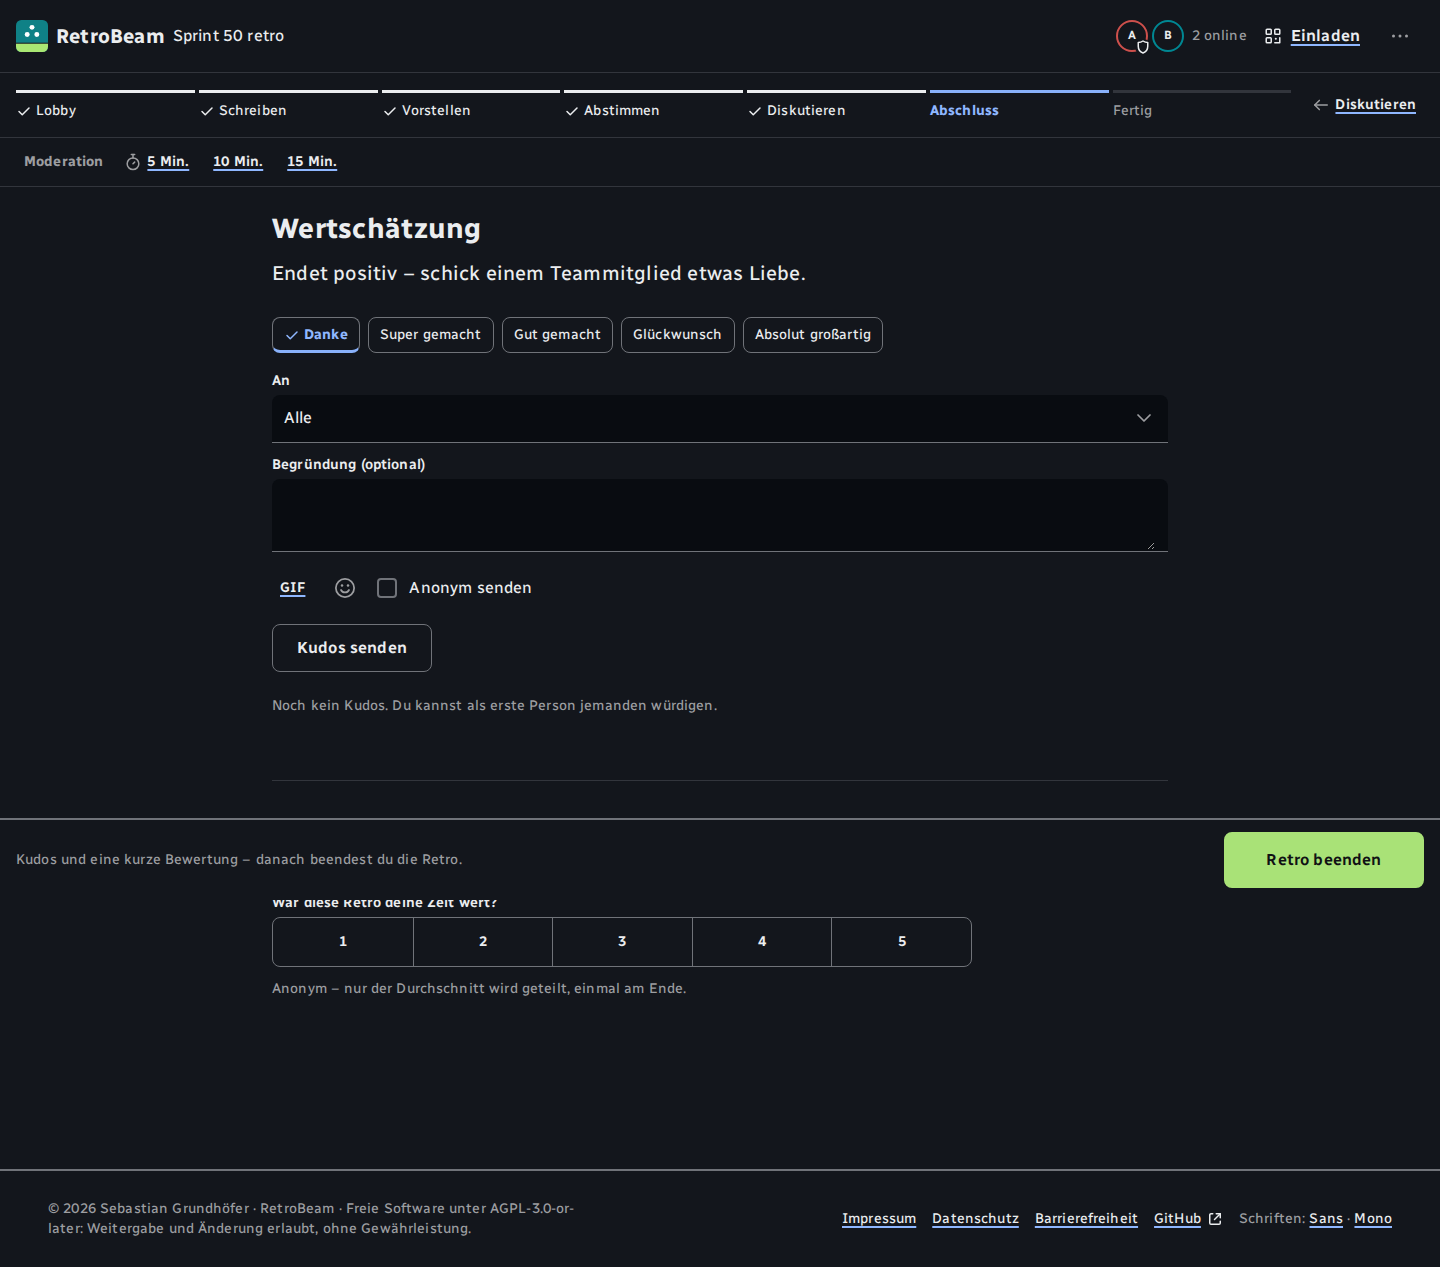 RetroBeam Sprint 50 retro
A B 2 online Einladen
Lobby Schreiben Vorstellen Abstimmen Diskutieren Abschluss Fertig Diskutieren
Moderation 5 Min. 10 Min. 15 Min.
Wertschätzung
Endet positiv – schick einem Teammitglied etwas Liebe.
Danke Super gemacht Gut gemacht Glückwunsch Absolut großartig
An
Alle
Begründung (optional)
GIF Anonym senden
Kudos senden
Noch kein Kudos. Du kannst als erste Person jemanden würdigen.
Kudos und eine kurze Bewertung – danach beendest du die Retro. Retro beenden
War diese Retro deine Zeit wert?
1 2 3 4 5
Anonym – nur der Durchschnitt wird geteilt, einmal am Ende.
© 2026 Sebastian Grundhöfer · RetroBeam · Freie Software unter AGPL-3.0-or-
later: Weitergabe und Änderung erlaubt, ohne Gewährleistung.
Impressum Datenschutz Barrierefreiheit GitHub Schriften: Sans · Mono